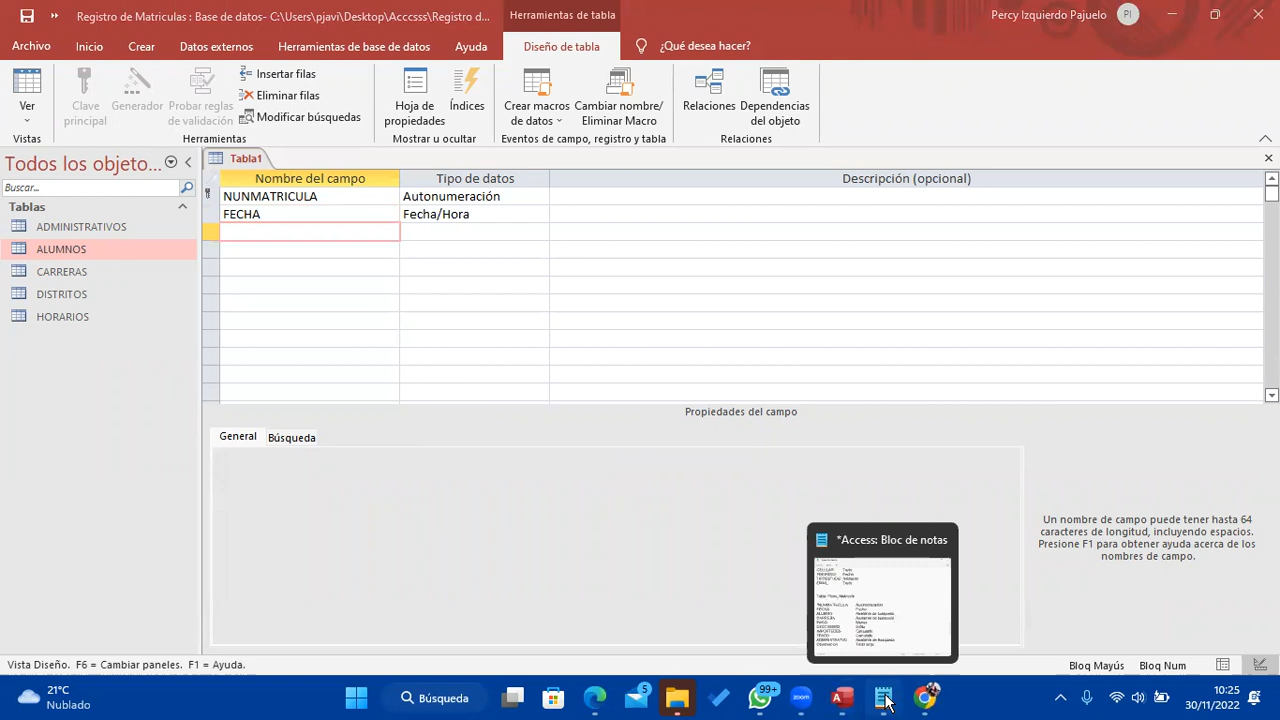 Registro de Matriculas : Base de datos- C:\Users\pjavi\Desktop\Acccsss\Registro d...
Herramientas de tabla
Percy Izquierdo Pajuelo
PI
Archivo
Inicio
Crear
Datos externos
Herramientas de base de datos
Ayuda
Diseño de tabla
¿Qué desea hacer?
Ver
Clave principal
Generador
Probar reglas de validación
Insertar filas
Eliminar filas
Modificar búsquedas
Hoja de propiedades
Índices
Crear macros de datos
Cambiar nombre/ Eliminar Macro
Relaciones
Dependencias del objeto
Vistas
Herramientas
Mostrar u ocultar
Eventos de campo, registro y tabla
Relaciones
Todos los objeto...
Buscar...
Tablas
ADMINISTRATIVOS
ALUMNOS
CARRERAS
DISTRITOS
HORARIOS
Tabla1
Nombre del campo
Tipo de datos
Descripción (opcional)
NUNMATRICULA
Autonumeración
FECHA
Fecha/Hora
Propiedades del campo
General
Búsqueda
Un nombre de campo puede tener hasta 64
caracteres de longitud, incluyendo espacios.
Presione F1 para obtener ayuda acerca de los
nombres de campo.
*Access: Bloc de notas
Vista Diseño. F6 = Cambiar paneles. F1 = Ayuda.
Bloq Mayús
Bloq Num
21°C
Nublado
Búsqueda
5
99+
zoom
10:25
30/11/2022